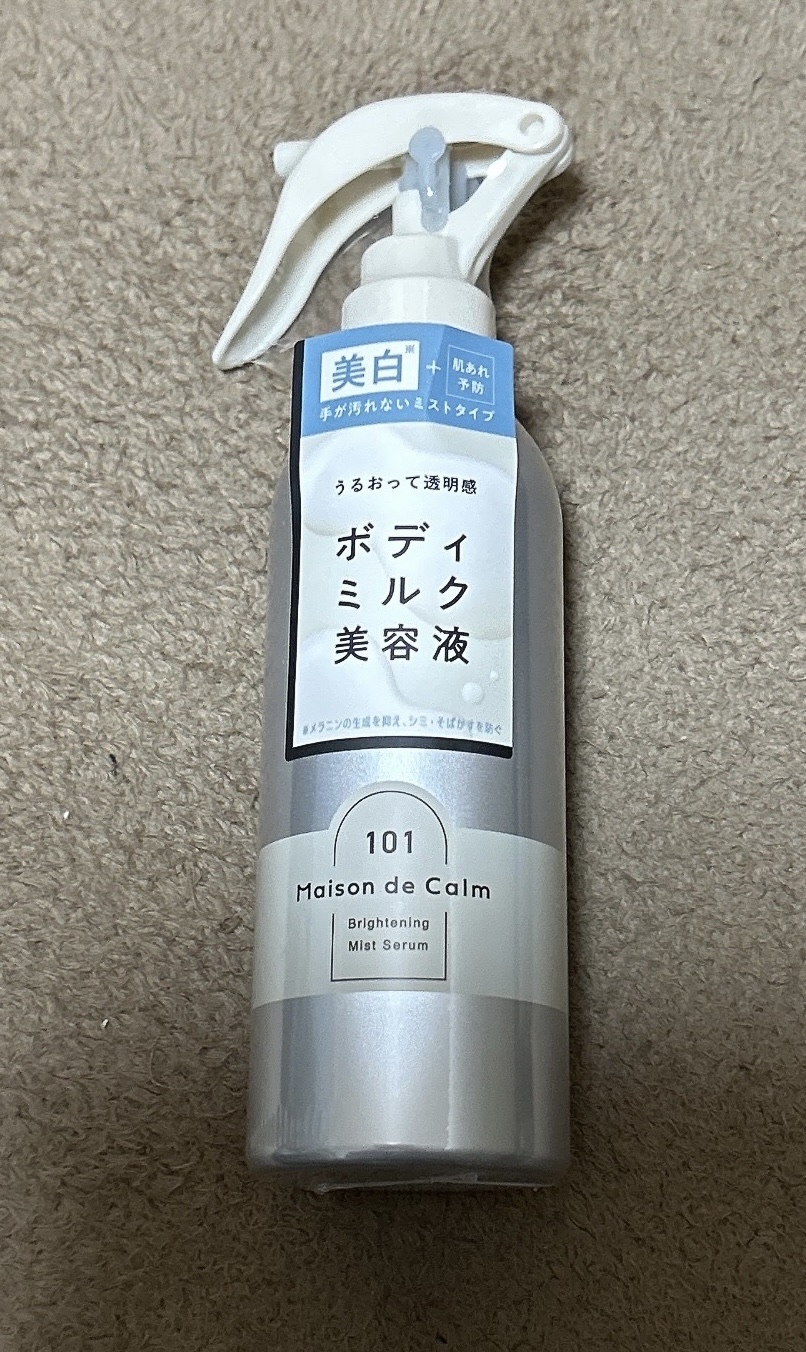 美白※
+
肌あれ
予防
手が汚れないミストタイプ
うるおって透明感
ボディ
ミルク
美容液
※メラニンの生成を抑え、シミ・そばかすを防ぐ
101
Maison de Calm
Brightening
Mist Serum